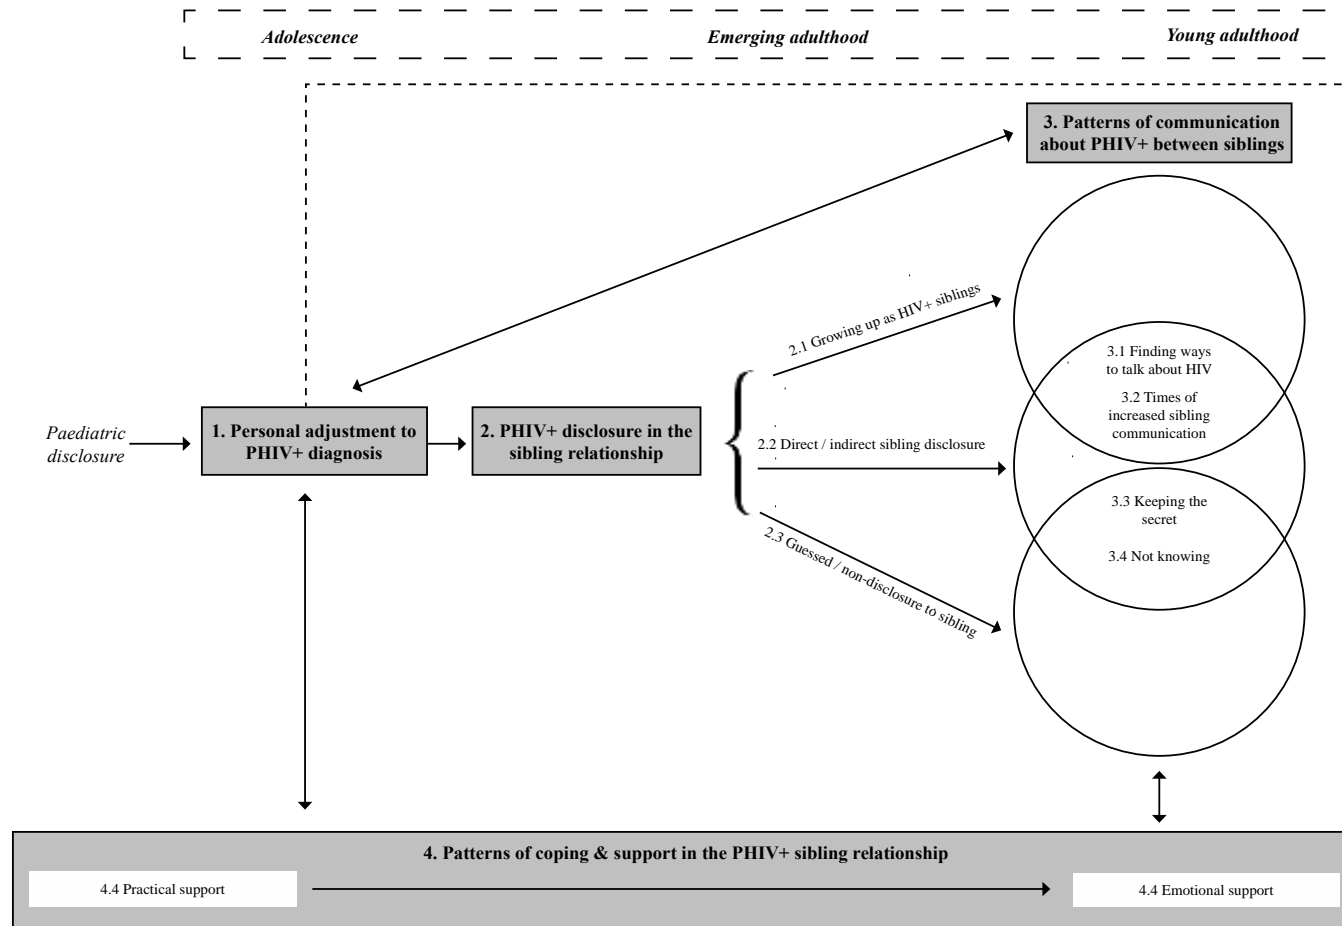 Adolescence
Emerging adulthood
Young adulthood
3. Patterns of communication
about PHIV+ between siblings
2.1 Growing up as HIV+ siblings
3.1 Finding ways
to talk about HIV
3.2 Times of
increased sibling
communication
Paediatric
disclosure
1. Personal adjustment to
PHIV+ diagnosis
2. PHIV+ disclosure in the
sibling relationship
2.2 Direct / indirect sibling disclosure
3.3 Keeping the
secret
2.3 Guessed / non-disclosure to sibling
3.4 Not knowing
4. Patterns of coping & support in the PHIV+ sibling relationship
4.4 Practical support
4.4 Emotional support